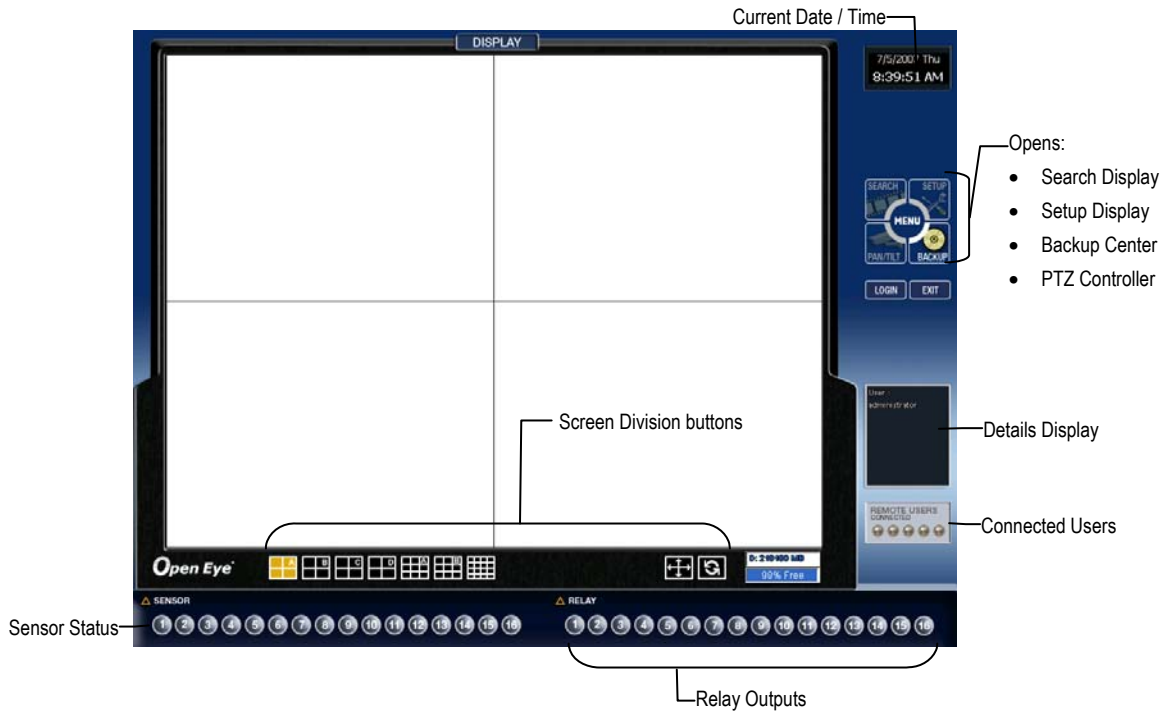 Current Date / Time
DISPLAY
Thu
8:39:51 AM
Opens:
• Search Display
• Setup Display
• Backup Center
• PTZ Controller
SEARCH SETUP
MENU
PAN/TILT BACKUP
LOGIN EXIT
User :
administrator
Screen Division buttons
Details Display
REMOTE USERS
CONNECTED
Connected Users
Open Eye
A B C D A B
D: MB
99% Free
SENSOR
RELAY
Sensor Status
1 2 3 4 5 6 7 8 9 10 11 12 13 14 15 16
1 2 3 4 5 6 7 8 9 10 11 12 13 14 15 16
Relay Outputs